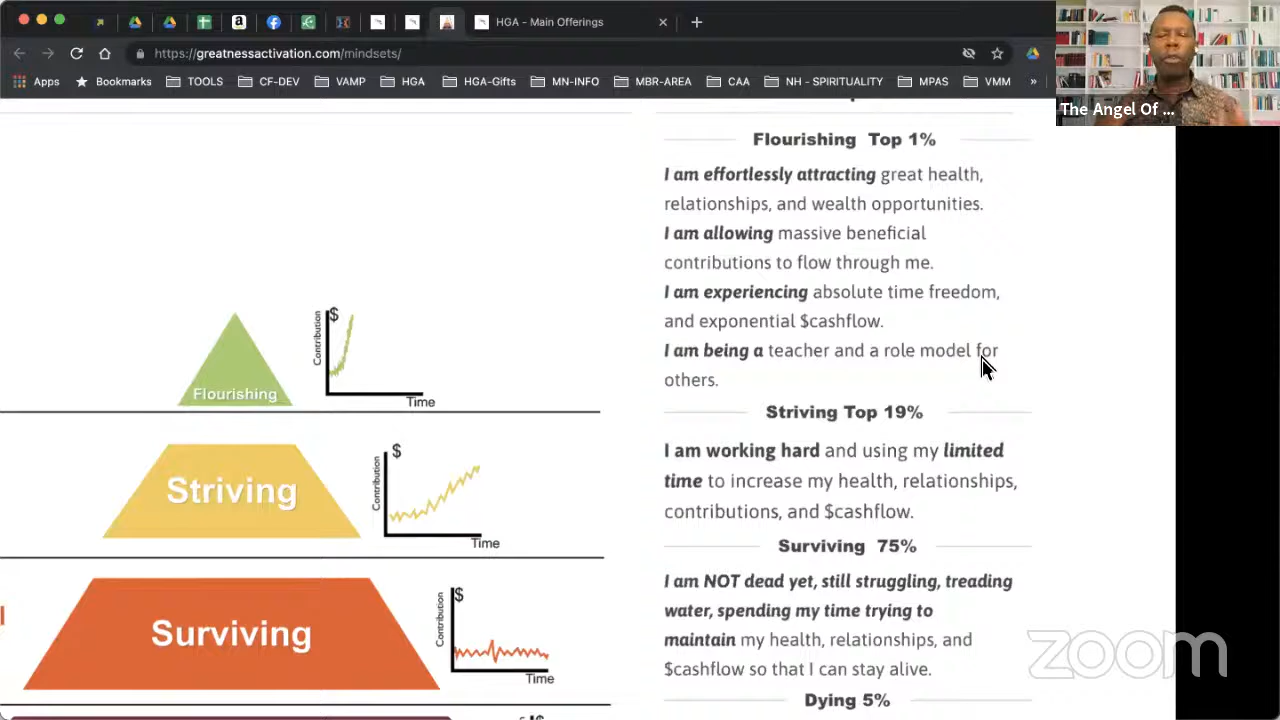 HGA - Main Offerings
https://greatnessactivation.com/mindsets/
Apps Bookmarks TOOLS CF-DEV VAMP HGA HGA-Gifts MN-INFO MBR-AREA CAA NH - SPIRITUALITY MPAS VMM »
The Angel Of ...
Flourishing Top 1%
I am effortlessly attracting great health,
relationships, and wealth opportunities.
I am allowing massive beneficial
contributions to flow through me.
I am experiencing absolute time freedom,
and exponential $cashflow.
I am being a teacher and a role model for
others.
Striving Top 19%
I am working hard and using my limited
time to increase my health, relationships,
contributions, and $cashflow.
Surviving 75%
I am NOT dead yet, still struggling, treading
water, spending my time trying to
maintain my health, relationships, and
$cashflow so that I can stay alive.
Dying 5%
Flourishing
$
Contribution
Time
Striving
$
Contribution
Time
Surviving
$
Contribution
Time
$
zoom